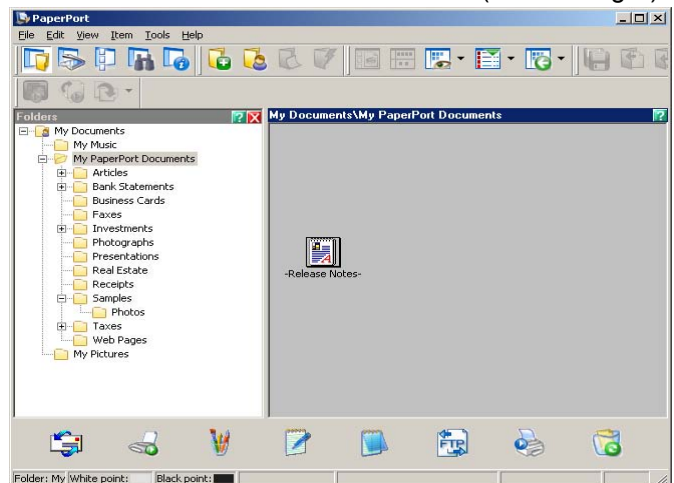 PaperPort
File Edit View Item Tools Help
Folders
My Documents\My PaperPort Documents
My Documents
My Music
My PaperPort Documents
Articles
Bank Statements
Business Cards
Faxes
Investments
Photographs
Presentations
Real Estate
Receipts
Samples
Photos
Taxes
Web Pages
My Pictures
-Release Notes-
FTP
Folder: My White point: Black point: